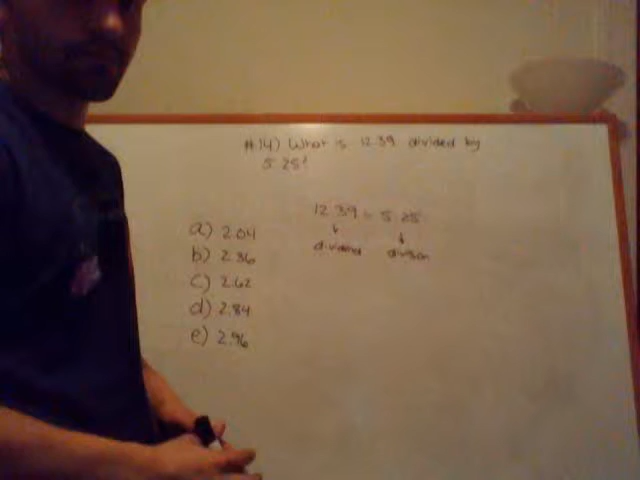 #14) What is 12.39 divided by
5.25?
12.39 ÷ 5.25
dividend divison
a) 2.04
b) 2.36
c) 2.62
d) 2.84
e) 2.96